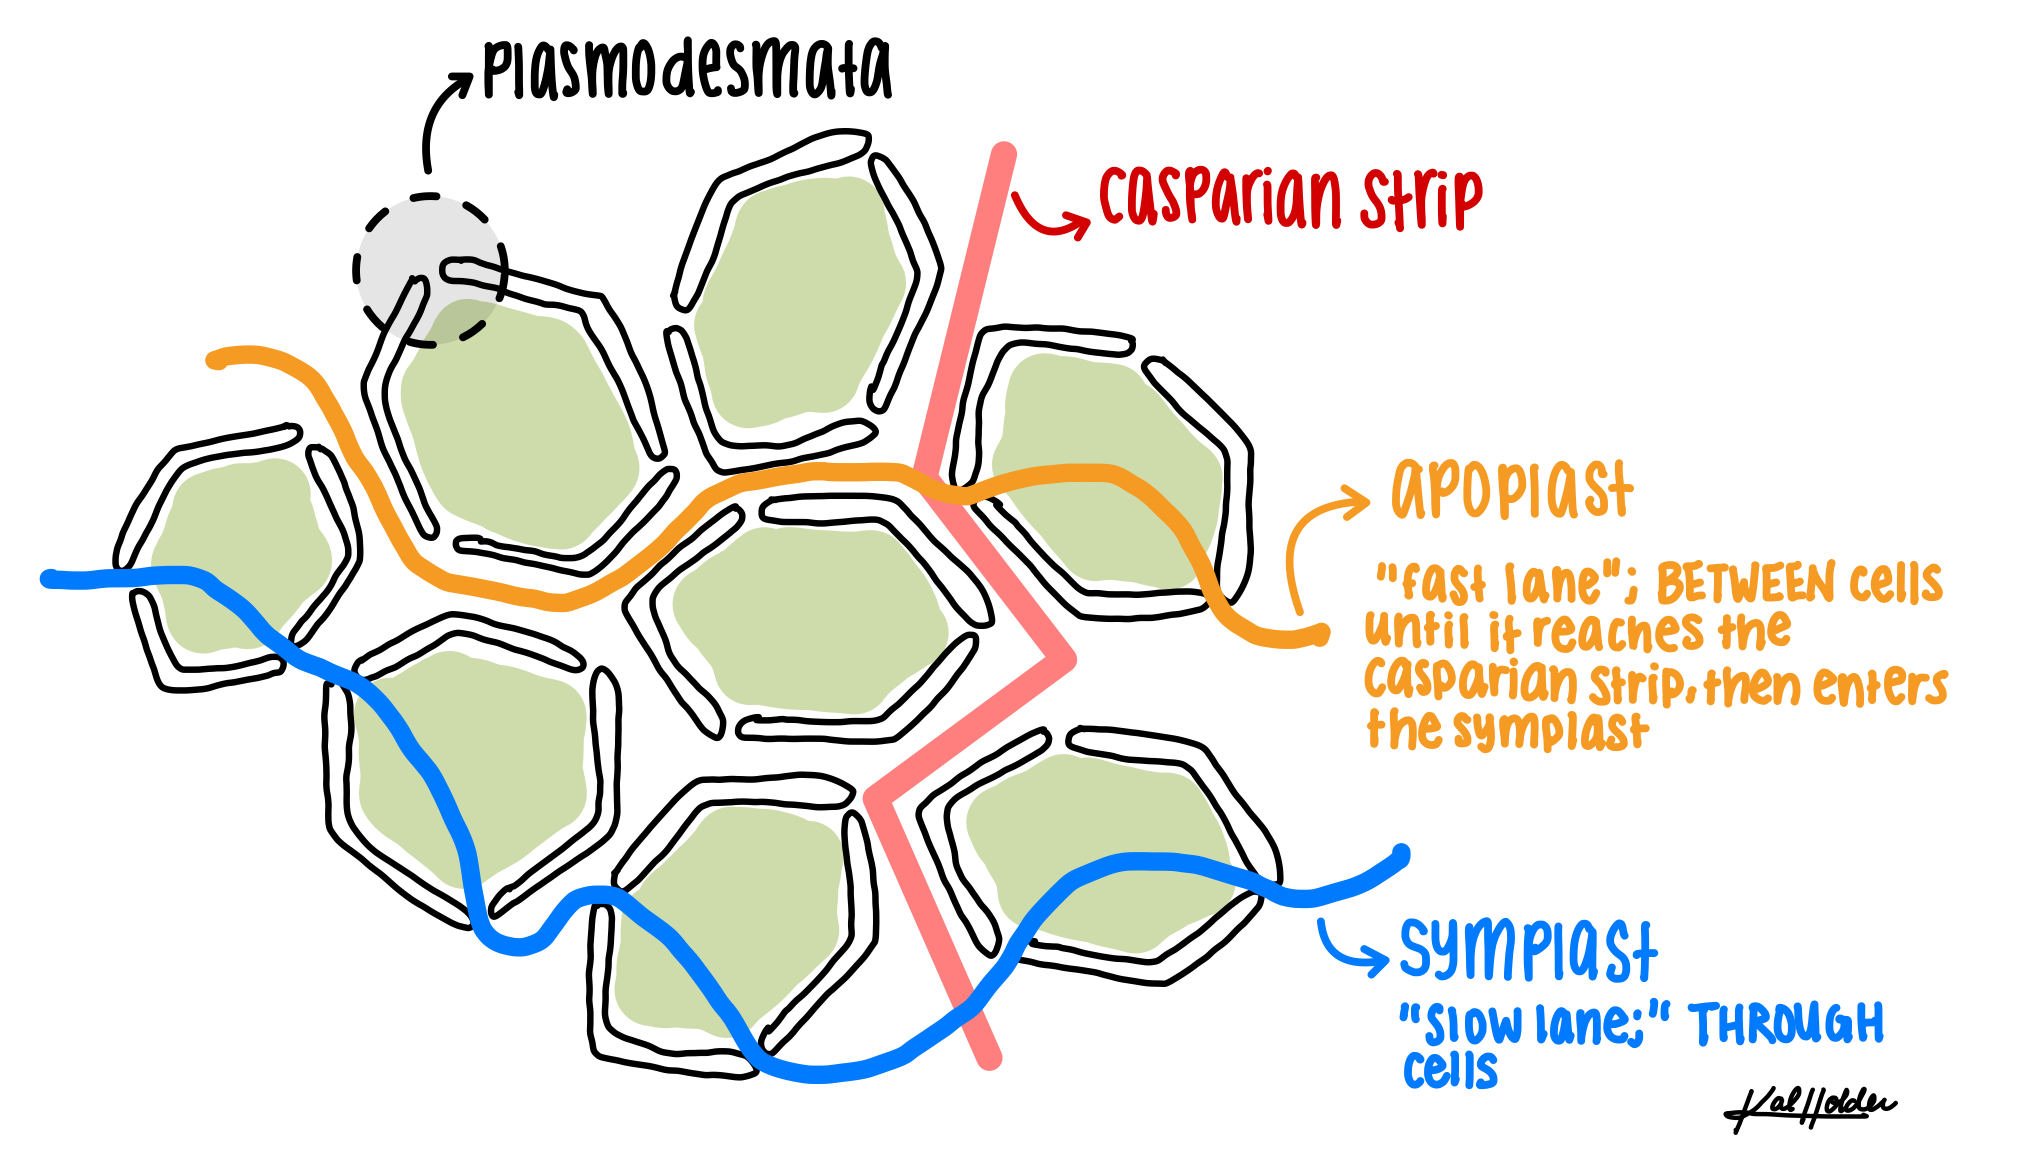 Plasmodesmata
casparian strip
apoplast
"fast lane"; BETWEEN cells
until it reaches the
casparian strip, then enters
the symplast
symplast
"slow lane;" THROUGH
cells
Kal Holder